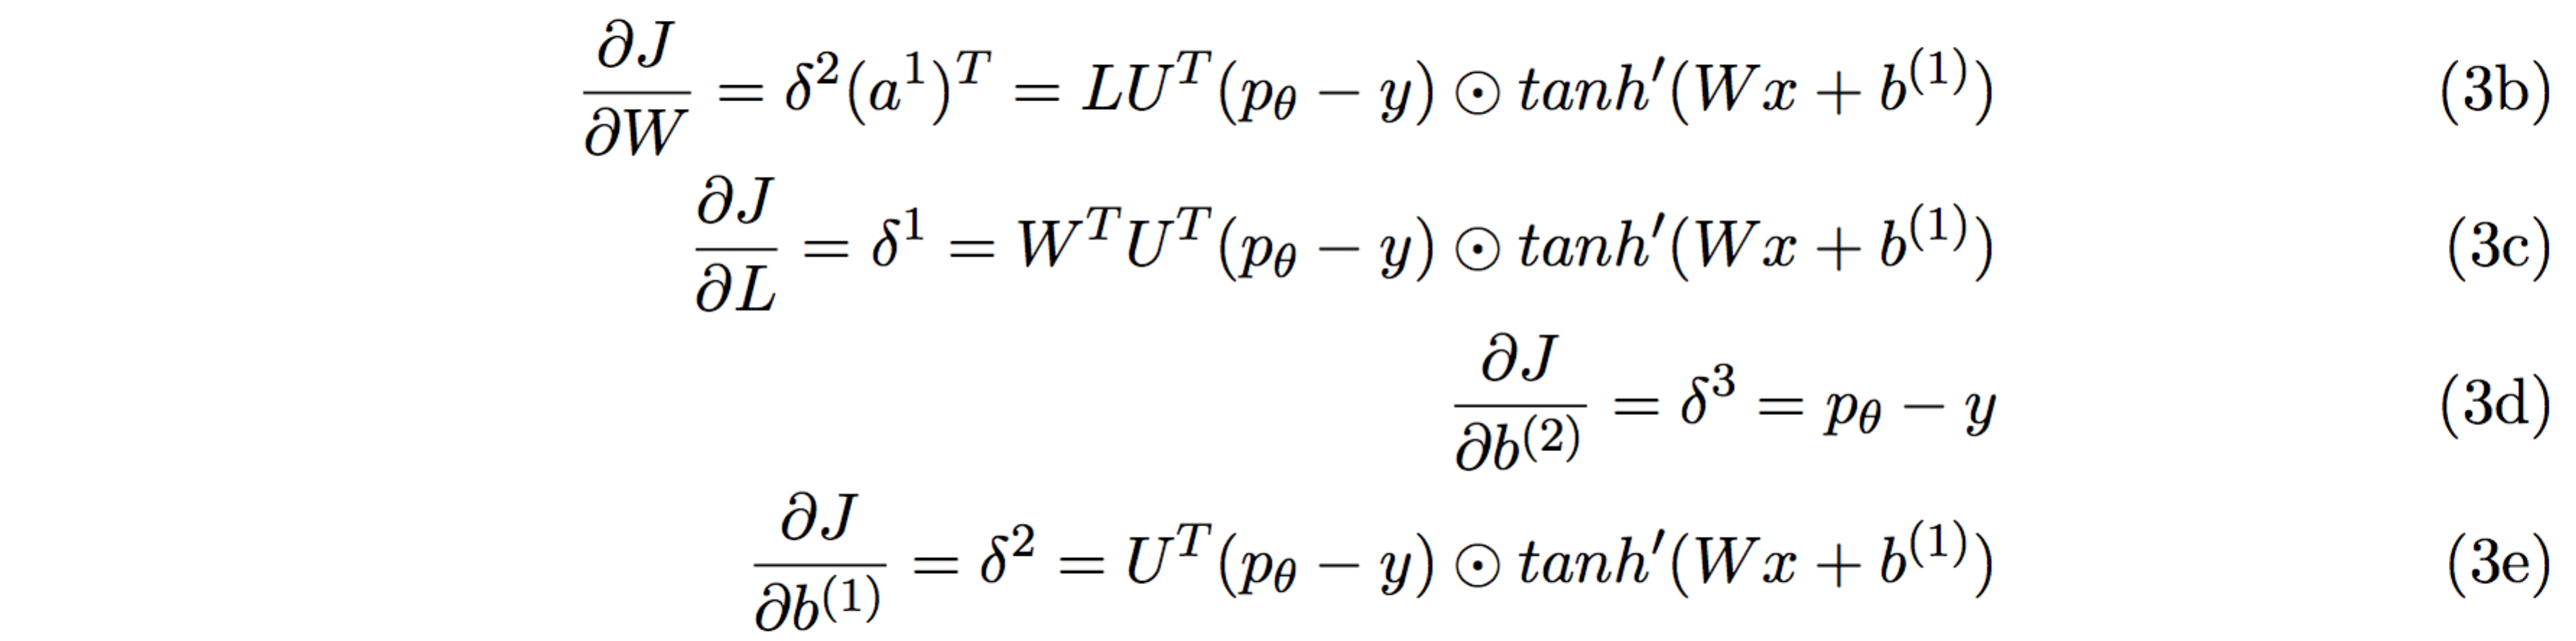 ∂J/∂W = δ²(a¹)ᵀ = LUᵀ(p_θ − y) ⊙ tanh′(Wx + b⁽¹⁾) (3b)
∂J/∂L = δ¹ = WᵀUᵀ(p_θ − y) ⊙ tanh′(Wx + b⁽¹⁾) (3c)
∂J/∂b⁽²⁾ = δ³ = p_θ − y (3d)
∂J/∂b⁽¹⁾ = δ² = Uᵀ(p_θ − y) ⊙ tanh′(Wx + b⁽¹⁾) (3e)